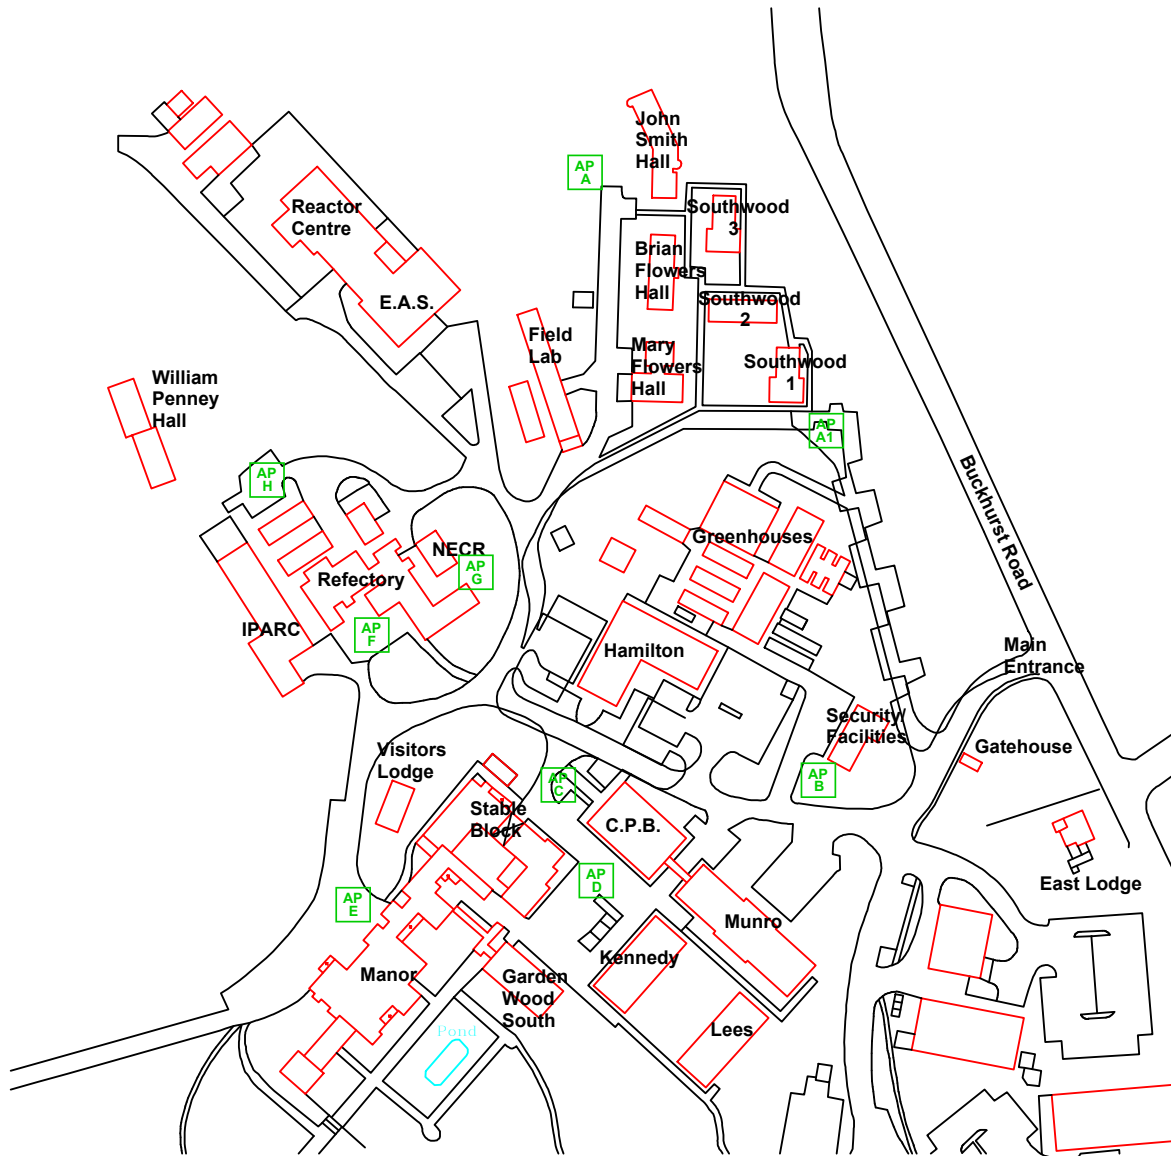 John
Smith
Hall
AP
A
Southwood
3
Reactor
Centre
Brian
Flowers
Hall
E.A.S.
Southwood
2
Field
Lab
Mary
Flowers
Hall
Southwood
1
William
Penney
Hall
AP
A1
AP
H
Buckhurst Road
Greenhouses
NECR
AP
G
Refectory
IPARC
AP
F
Hamilton
Main
Entrance
Security/
Facilities
Gatehouse
Visitors
Lodge
AP
C
AP
B
Stable
Block
C.P.B.
AP
D
East Lodge
AP
E
Munro
Kennedy
Manor
Garden
Wood
South
Lees
Pond